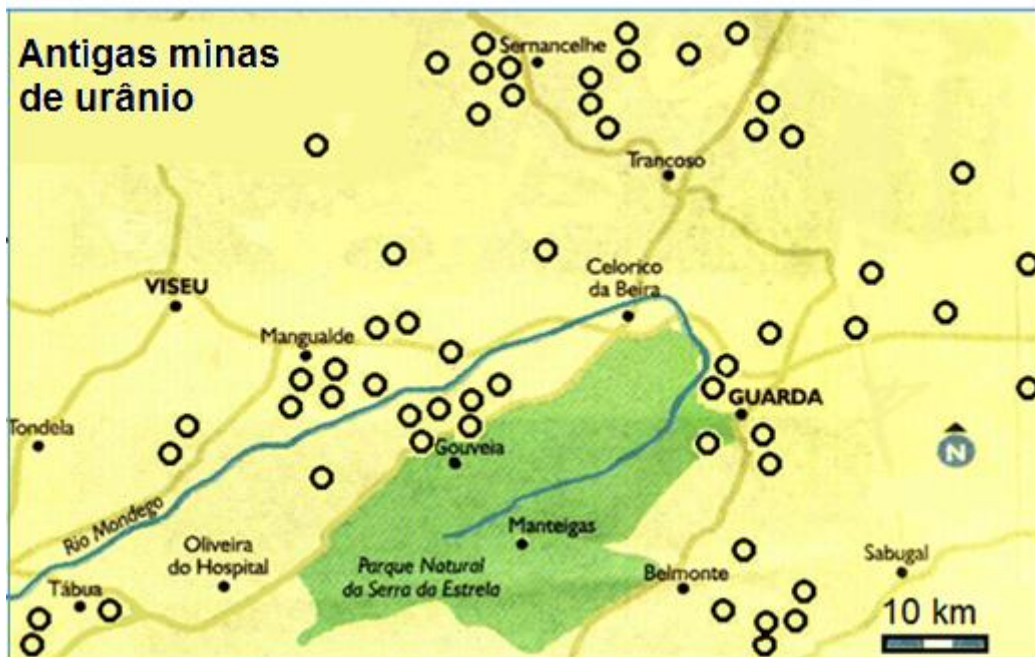 Antigas minas
de urânio
Sernancelhe
Trancoso
Celorico
da Beira
VISEU
Mangualde
GUARDA
Tondela
Gouveia
N
Rio Mondego
Oliveira
do Hospital
Manteigas
Parque Natural
da Serra da Estrela
Belmonte
Sabugal
Tábua
10 km